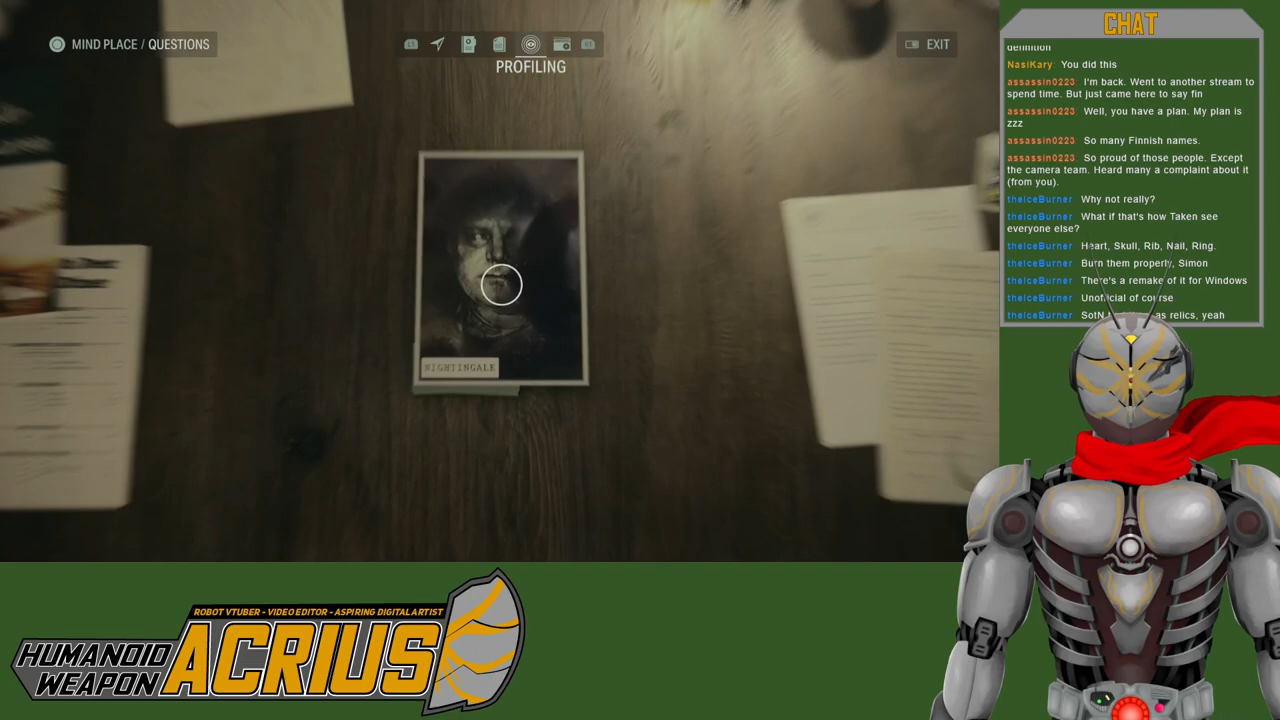 MIND PLACE / QUESTIONS
PROFILING
EXIT
NIGHTINGALE
CHAT
definition
NasiKary You did this
assassin0223 I'm back. Went to another stream to
spend time. But just came here to say fin
assassin0223 Well, you have a plan. My plan is
zzz
assassin0223 So many Finnish names.
assassin0223 So proud of those people. Except
the camera team. Heard many a complaint about it
(from you).
theIceBurner Why not really?
theIceBurner What if that's how Taken see
everyone else?
theIceBurner Heart, Skull, Rib, Nail, Ring.
theIceBurner Burn them properly, Simon
theIceBurner There's a remake of it for Windows
theIceBurner Unofficial of course
theIceBurner SotN as relics, yeah
ROBOT VTUBER - VIDEO EDITOR - ASPIRING DIGITAL ARTIST
HUMANOID
WEAPON
ACRIUS